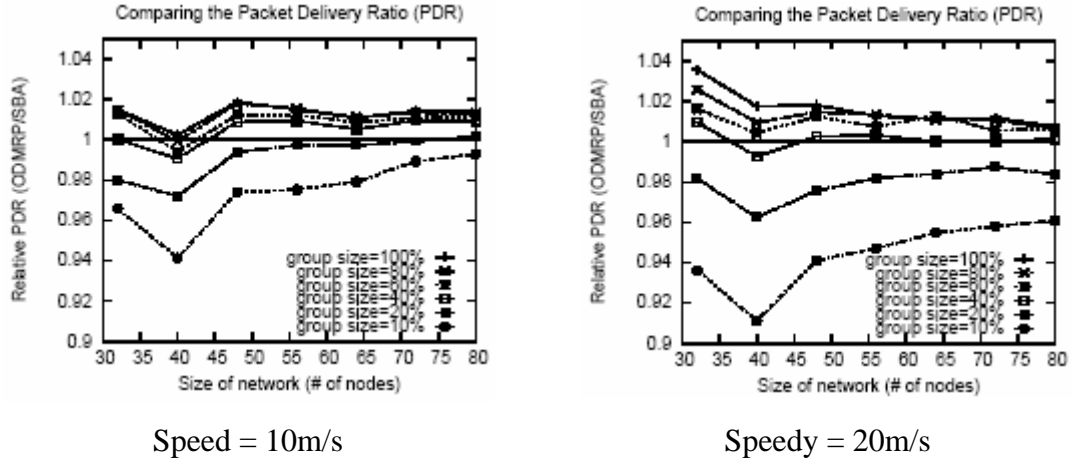 Comparing the Packet Delivery Ratio (PDR)
1.04
1.02
1
0.98
0.96
0.94
0.92
0.9
Relative PDR (ODMRP/SBA)
group size=100%
group size=80%
group size=60%
group size=40%
group size=20%
group size=10%
30 35 40 45 50 55 60 65 70 75 80
Size of network (# of nodes)
Speed = 10m/s
Comparing the Packet Delivery Ratio (PDR)
1.04
1.02
1
0.98
0.96
0.94
0.92
0.9
Relative PDR (ODMRP/SBA)
group size=100%
group size=80%
group size=60%
group size=40%
group size=20%
group size=10%
30 35 40 45 50 55 60 65 70 75 80
Size of network (# of nodes)
Speedy = 20m/s